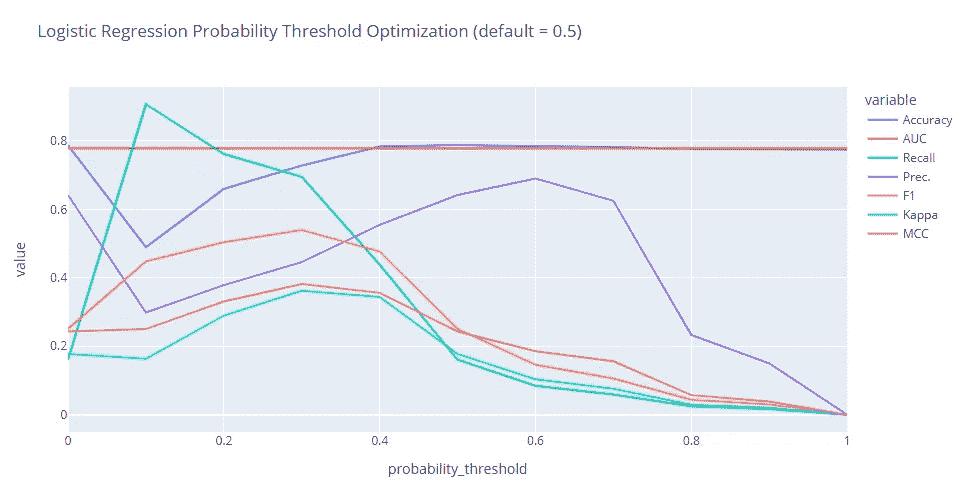 Logistic Regression Probability Threshold Optimization (default = 0.5)
variable
Accuracy
AUC
Recall
Prec.
F1
Kappa
MCC
0.8
0.6
0.4
0.2
0
value
0
0.2
0.4
0.6
0.8
1
probability_threshold